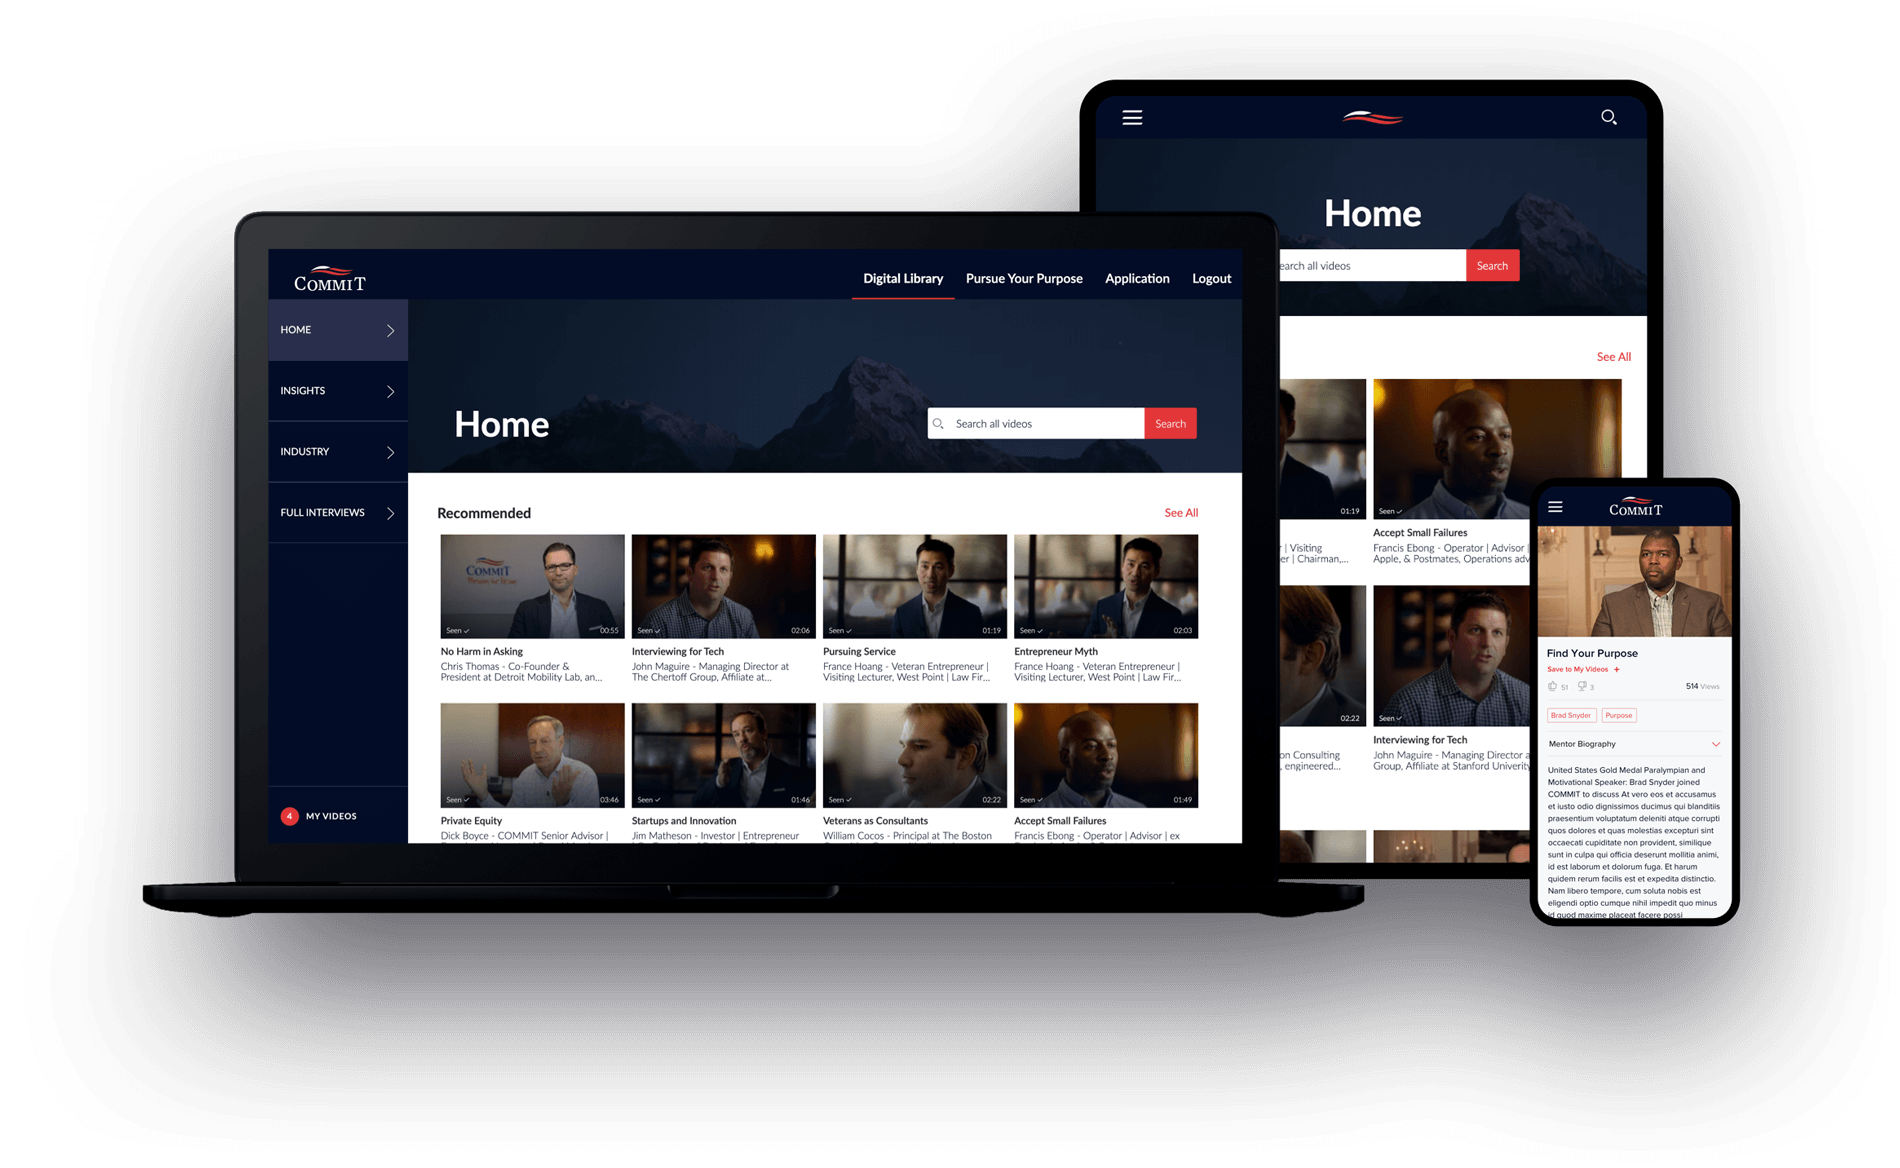 COMMIT
Digital Library
Pursue Your Purpose
Application
Logout
HOME
INSIGHTS
INDUSTRY
FULL INTERVIEWS
4 MY VIDEOS
Home
Search all videos
Search
Recommended
See All
COMMIT
Seen
00:55
No Harm in Asking
Chris Thomas - Co-Founder &
President at Detroit Mobility Lab, an...
Seen
02:06
Interviewing for Tech
John Maguire - Managing Director at
The Chertoff Group, Affiliate at...
Seen
01:19
Pursuing Service
France Hoang - Veteran Entrepreneur |
Visiting Lecturer, West Point | Law Fir...
Seen
02:03
Entrepreneur Myth
France Hoang - Veteran Entrepreneur |
Visiting Lecturer, West Point | Law Fir...
Seen
03:46
Private Equity
Dick Boyce - COMMIT Senior Advisor |
Seen
01:46
Startups and Innovation
Jim Matheson - Investor | Entrepreneur
Seen
02:22
Veterans as Consultants
William Cocos - Principal at The Boston
Seen
01:49
Accept Small Failures
Francis Ebong - Operator | Advisor | ex
Home
earch all videos
Search
See All
01:19
| Visiting
er | Chairman,...
Seen
Accept Small Failures
Francis Ebong - Operator | Advisor |
Apple, & Postmates, Operations adv
02:22
on Consulting
, engineered...
Seen
Interviewing for Tech
John Maguire - Managing Director a
Group, Affiliate at Stanford Univerity
COMMIT
Find Your Purpose
Save to My Videos +
51
3
514 Views
Brad Snyder
Purpose
Mentor Biography
United States Gold Medal Paralympian and
Motivational Speaker: Brad Snyder joined
COMMIT to discuss At vero eos et accusamus
et iusto odio dignissimos ducimus qui blanditiis
praesentium voluptatum deleniti atque corrupti
quos dolores et quas molestias excepturi sint
occaecati cupiditate non provident, similique
sunt in culpa qui officia deserunt mollitia animi,
id est laborum et dolorum fuga. Et harum
quidem rerum facilis est et expedita distinctio.
Nam libero tempore, cum soluta nobis est
eligendi optio cumque nihil impedit quo minus
id quod maxime placeat facere possi